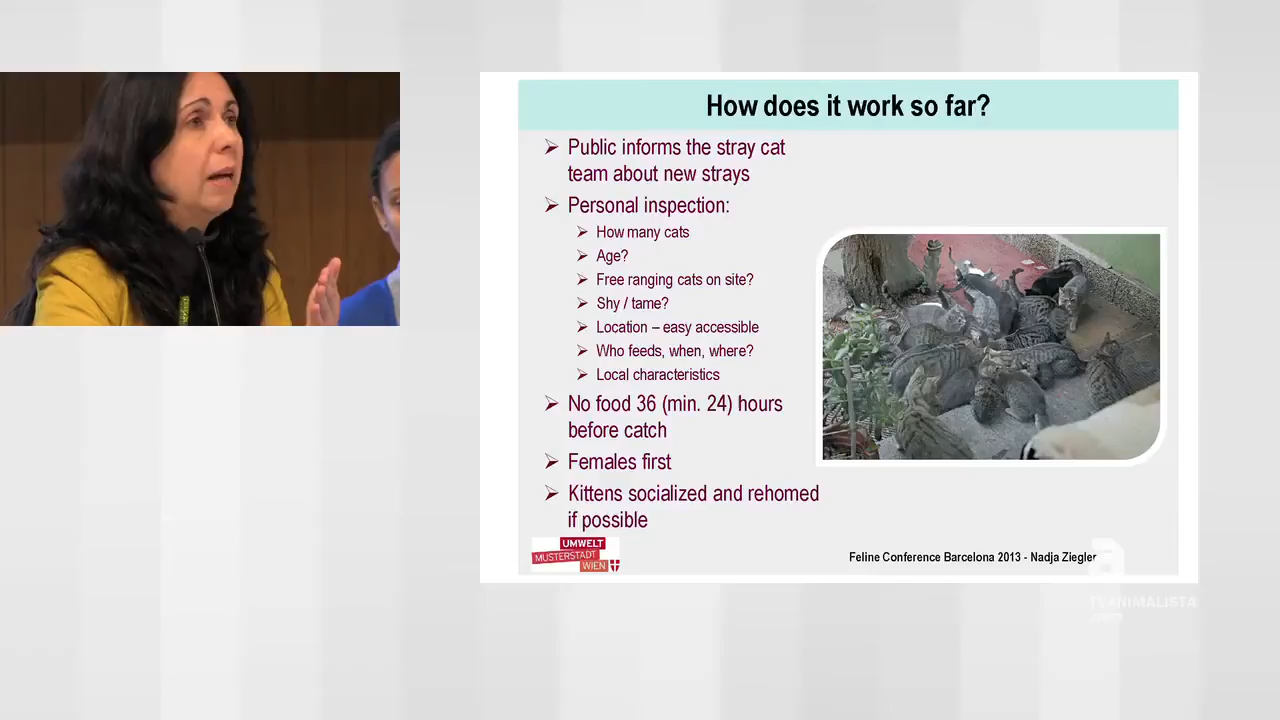 How does it work so far?
Public informs the stray cat
team about new strays
Personal inspection:
How many cats
Age?
Free ranging cats on site?
Shy / tame?
Location – easy accessible
Who feeds, when, where?
Local characteristics
No food 36 (min. 24) hours
before catch
Females first
Kittens socialized and rehomed
if possible
UMWELT
MUSTERSTADT
WIEN
Feline Conference Barcelona 2013 - Nadja Ziegler
TVANIMALISTA